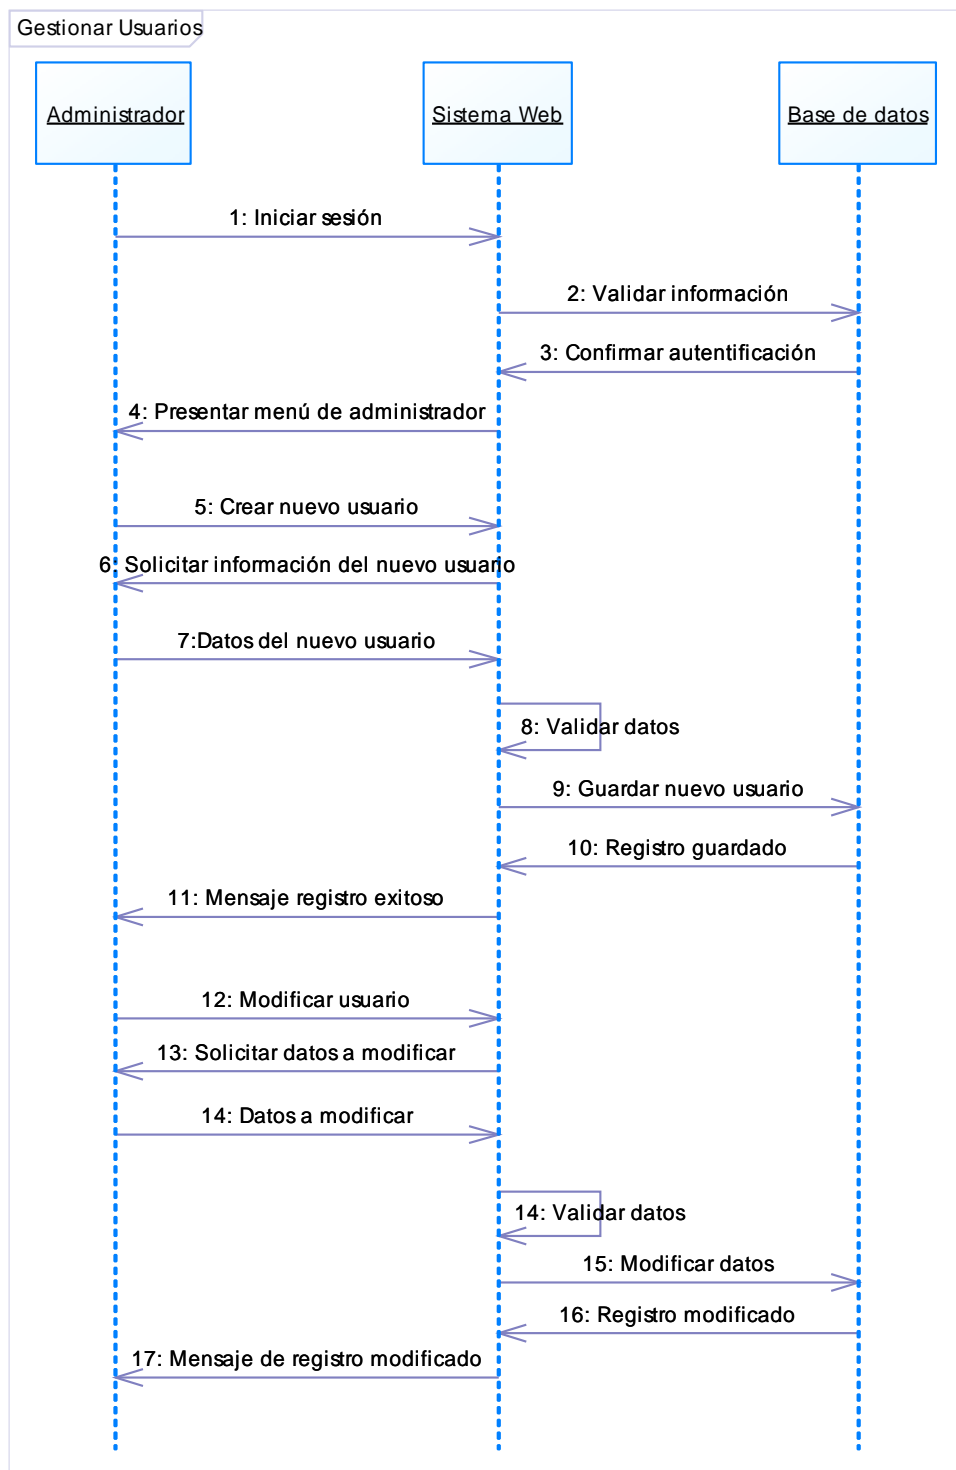 Gestionar Usuarios
Administrador
Sistema Web
Base de datos
1: Iniciar sesión
2: Validar información
3: Confirmar autentificación
4: Presentar menú de administrador
5: Crear nuevo usuario
6: Solicitar información del nuevo usuario
7:Datos del nuevo usuario
8: Validar datos
9: Guardar nuevo usuario
10: Registro guardado
11: Mensaje registro exitoso
12: Modificar usuario
13: Solicitar datos a modificar
14: Datos a modificar
14: Validar datos
15: Modificar datos
16: Registro modificado
17: Mensaje de registro modificado